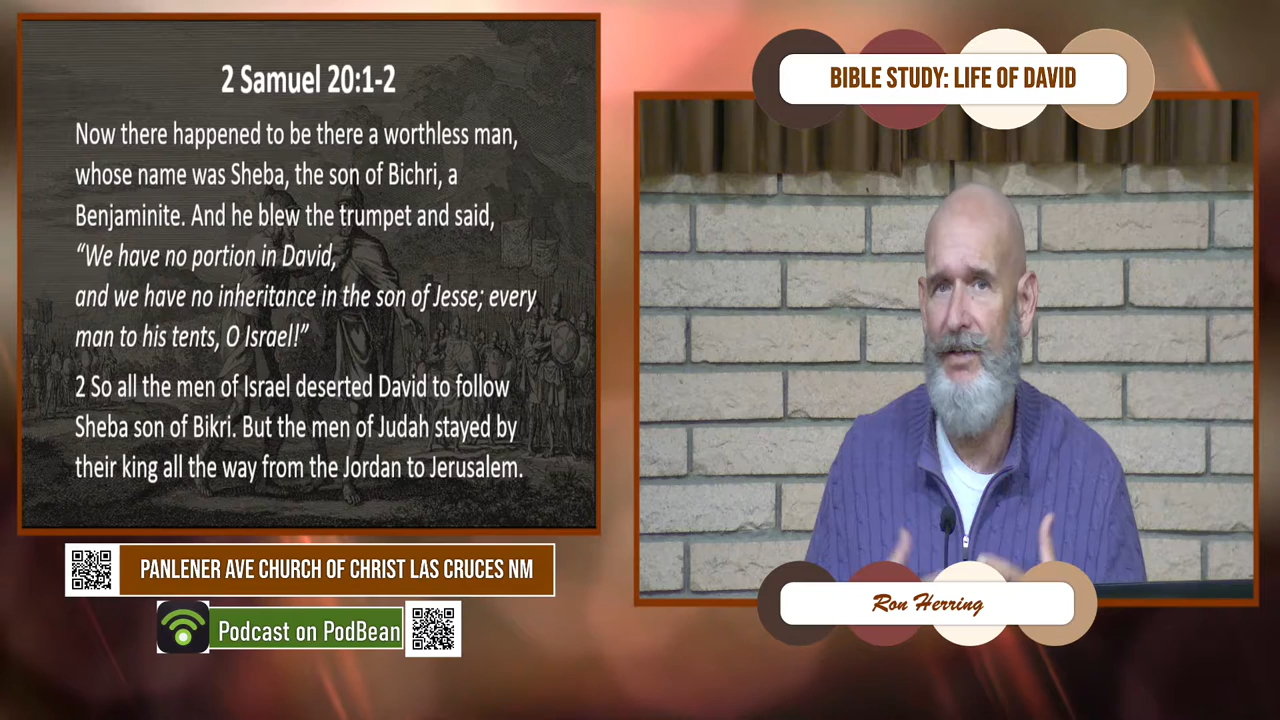 2 Samuel 20:1-2
Now there happened to be there a worthless man,
whose name was Sheba, the son of Bichri, a
Benjaminite. And he blew the trumpet and said,
“We have no portion in David,
and we have no inheritance in the son of Jesse; every
man to his tents, O Israel!”
2 So all the men of Israel deserted David to follow
Sheba son of Bikri. But the men of Judah stayed by
their king all the way from the Jordan to Jerusalem.
PANLENER AVE CHURCH OF CHRIST LAS CRUCES NM
Podcast on PodBean
BIBLE STUDY: LIFE OF DAVID
Ron Herring